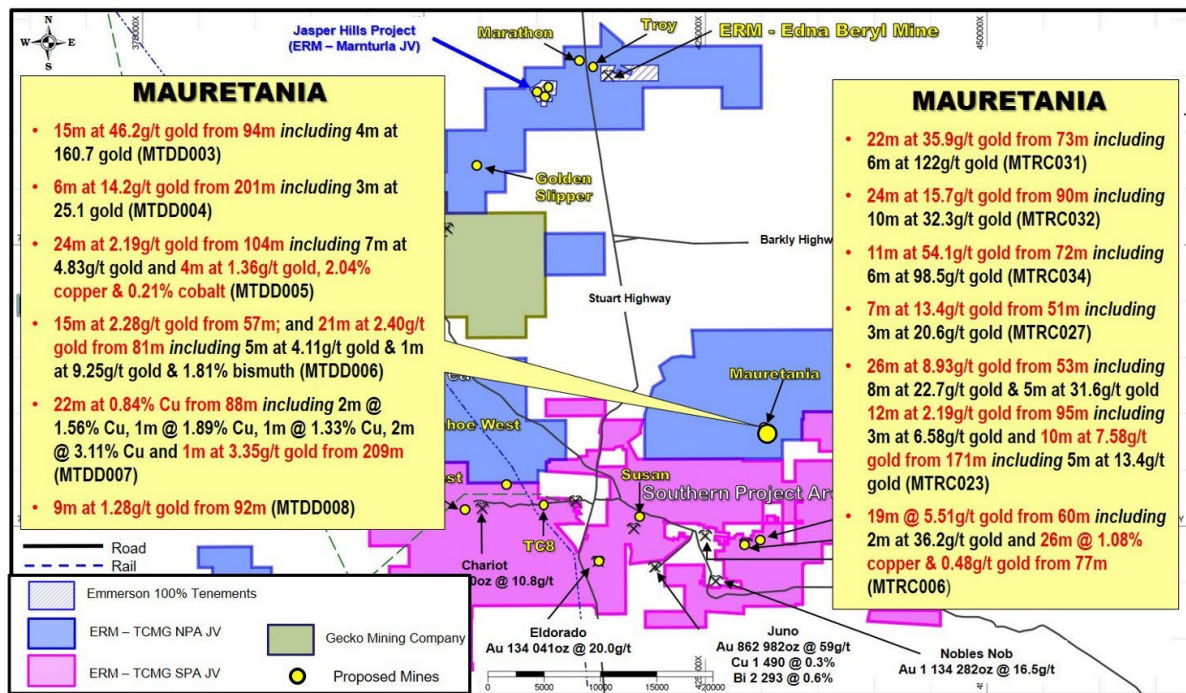 N
W
E
S
378000X
425000X
450000X
Jasper Hills Project
(ERM – Marnturla JV)
Marathon
Troy
ERM - Edna Beryl Mine
MAURETANIA
• 15m at 46.2g/t gold from 94m including 4m at
160.7 gold (MTDD003)
• 6m at 14.2g/t gold from 201m including 3m at
25.1 gold (MTDD004)
• 24m at 2.19g/t gold from 104m including 7m at
4.83g/t gold and 4m at 1.36g/t gold, 2.04%
copper & 0.21% cobalt (MTDD005)
• 15m at 2.28g/t gold from 57m; and 21m at 2.40g/t
gold from 81m including 5m at 4.11g/t gold & 1m
at 9.25g/t gold & 1.81% bismuth (MTDD006)
• 22m at 0.84% Cu from 88m including 2m @
1.56% Cu, 1m @ 1.89% Cu, 1m @ 1.33% Cu, 2m
@ 3.11% Cu and 1m at 3.35g/t gold from 209m
(MTDD007)
• 9m at 1.28g/t gold from 92m (MTDD008)
MAURETANIA
• 22m at 35.9g/t gold from 73m including
6m at 122g/t gold (MTRC031)
• 24m at 15.7g/t gold from 90m including
10m at 32.3g/t gold (MTRC032)
• 11m at 54.1g/t gold from 72m including
6m at 98.5g/t gold (MTRC034)
• 7m at 13.4g/t gold from 51m including
3m at 20.6g/t gold (MTRC027)
• 26m at 8.93g/t gold from 53m including
8m at 22.7g/t gold & 5m at 31.6g/t gold
12m at 2.19g/t gold from 95m including
3m at 6.58g/t gold and 10m at 7.58g/t
gold from 171m including 5m at 13.4g/t
gold (MTRC023)
• 19m @ 5.51g/t gold from 60m including
2m at 36.2g/t gold and 26m @ 1.08%
copper & 0.48g/t gold from 77m
(MTRC006)
Golden
Slipper
Barkly Highw
Stuart Highway
Mauretania
hoe West
Susan
Southern Project Are
TC8
Chariot
0oz @ 10.8g/t
Eldorado
Au 134 041oz @ 20.0g/t
Juno
Au 862 982oz @ 59g/t
Cu 1 490 @ 0.3%
Bi 2 293 @ 0.6%
Nobles Nob
Au 1 134 282oz @ 16.5g/t
Road
Rail
Emmerson 100% Tenements
ERM – TCMG NPA JV
ERM – TCMG SPA JV
Gecko Mining Company
Proposed Mines
0
5000
10000
15000
20000